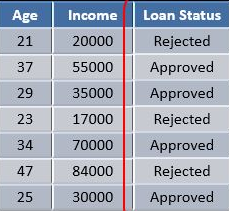 Age Income Loan Status
21 20000 Rejected
37 55000 Approved
29 35000 Approved
23 17000 Rejected
34 70000 Approved
47 84000 Rejected
25 30000 Approved